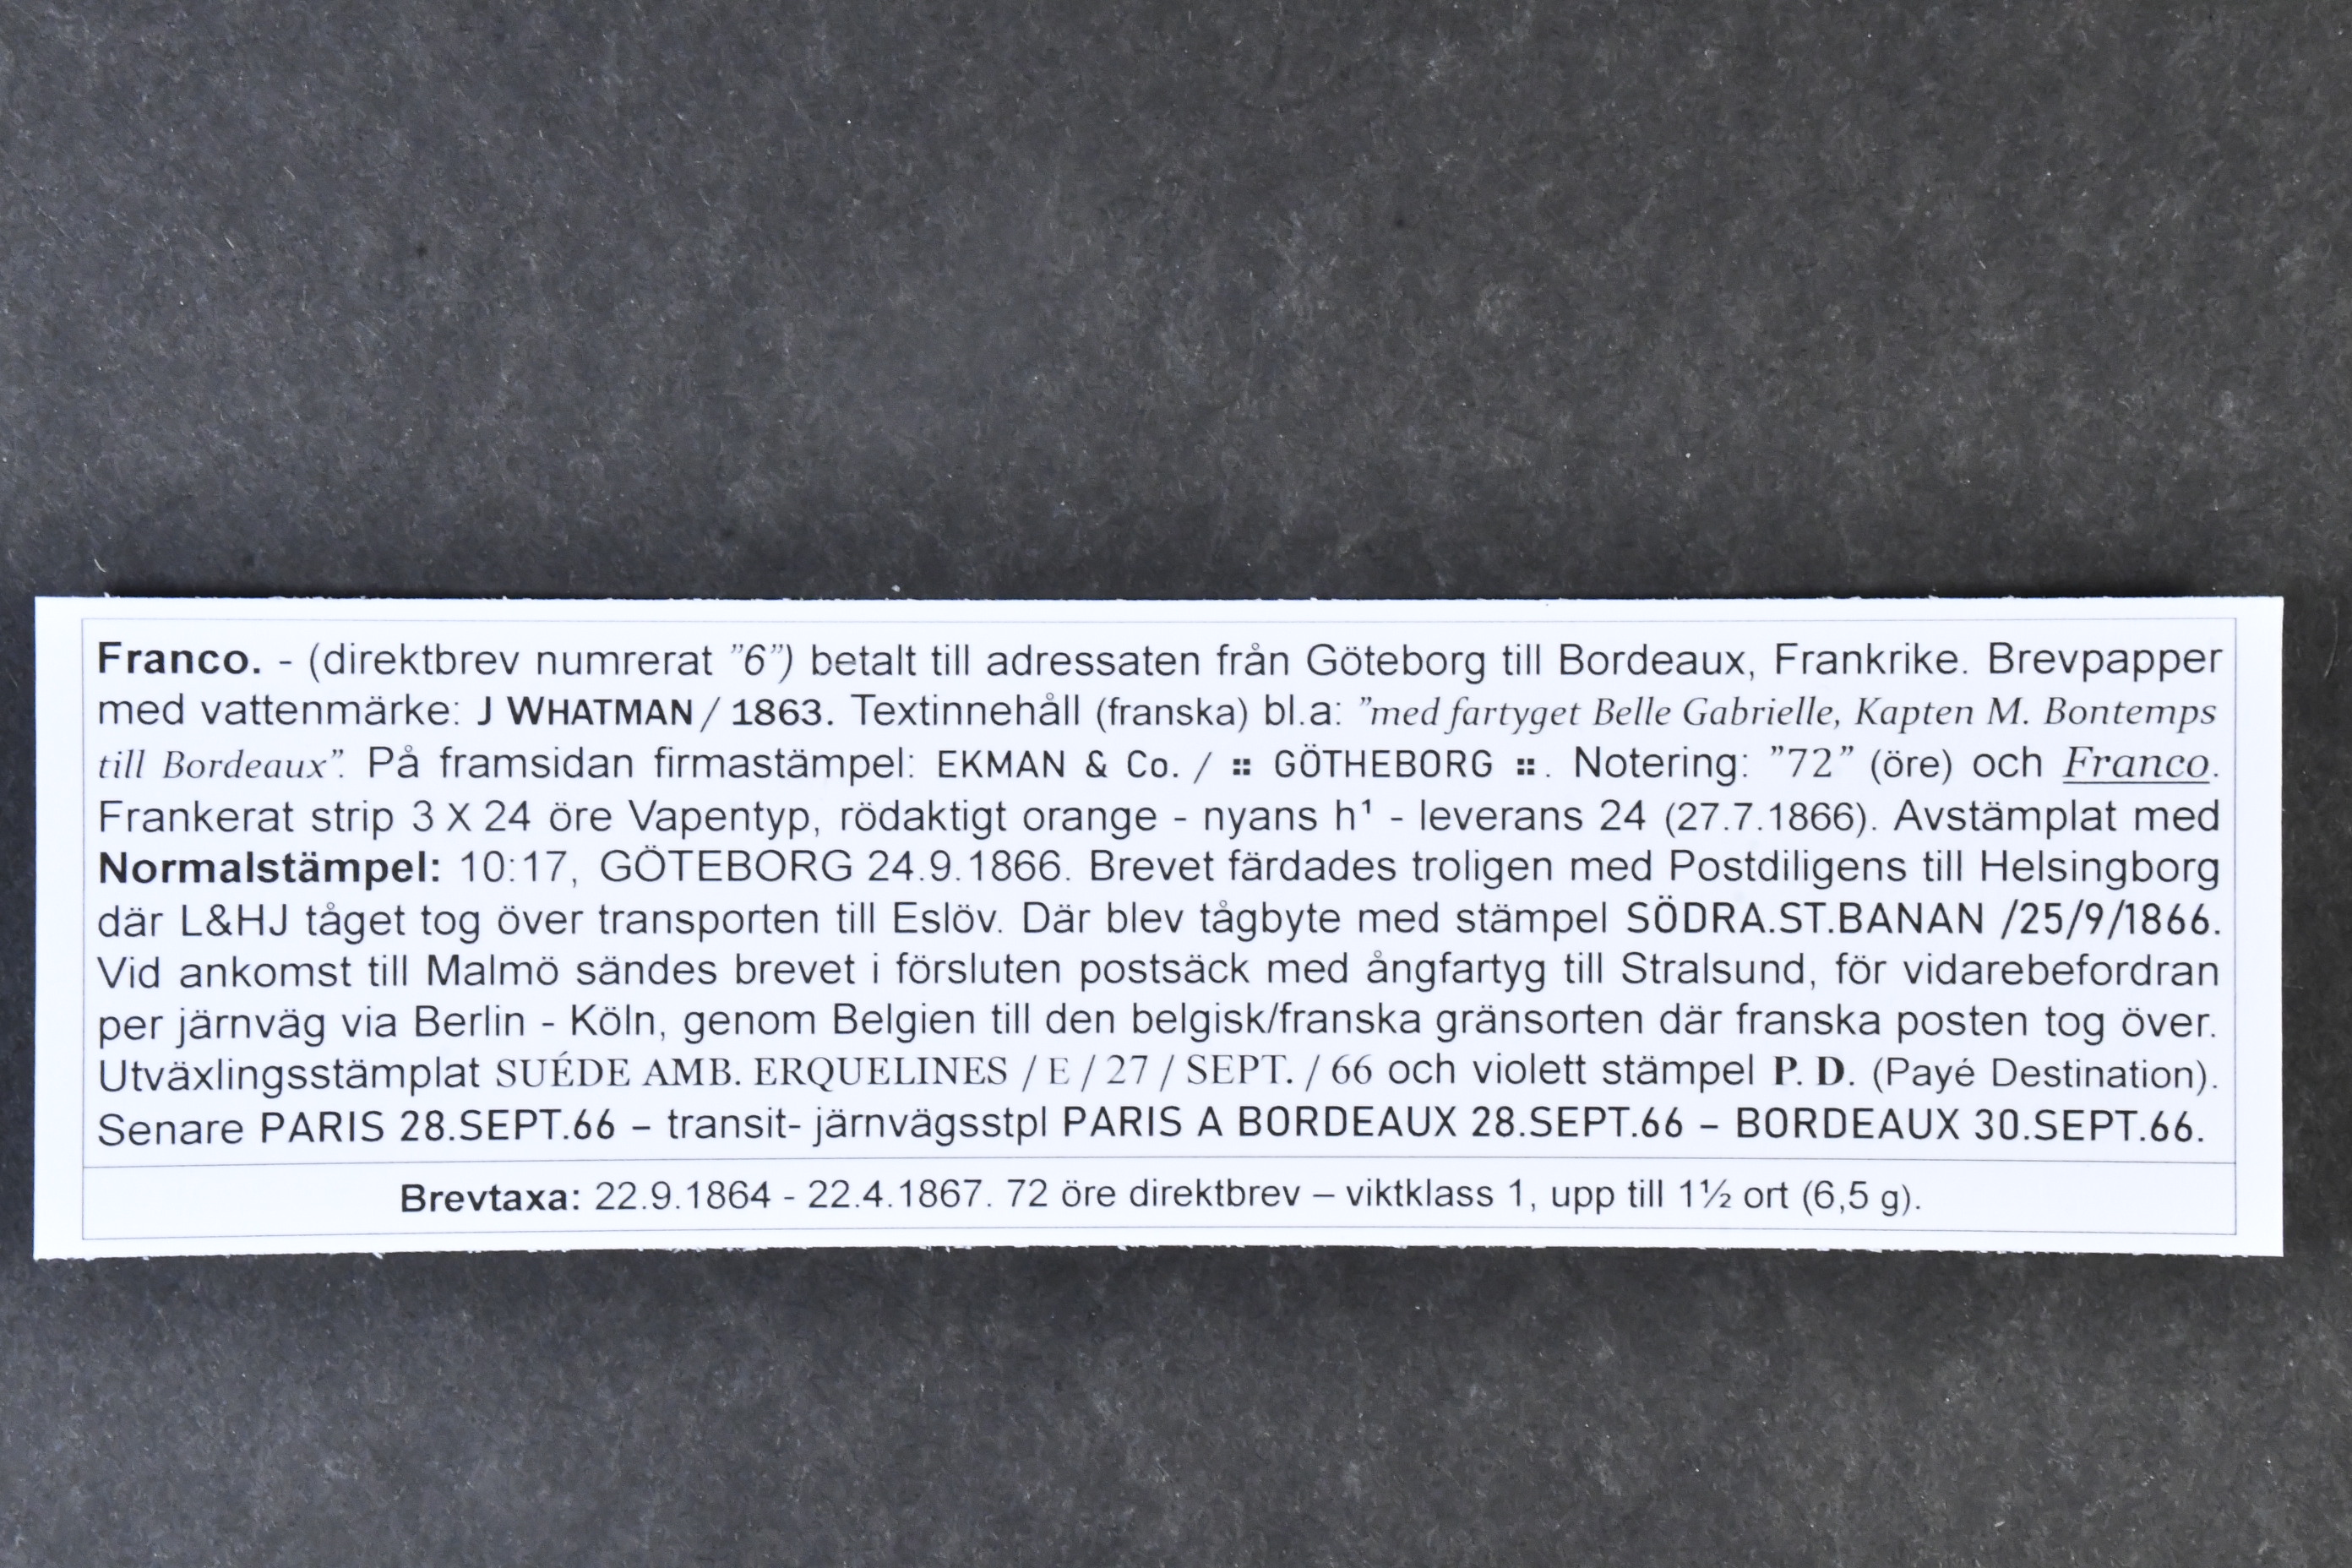 Franco. - (direktbrev numrerat ”6”) betalt till adressaten från Göteborg till Bordeaux, Frankrike. Brevpapper
med vattenmärke: J WHATMAN / 1863. Textinnehåll (franska) bl.a: ”med fartyget Belle Gabrielle, Kapten M. Bontemps
till Bordeaux”. På framsidan firmastämpel: EKMAN & Co. / :: GÖTHEBORG ::. Notering: ”72” (öre) och Franco.
Frankerat strip 3 X 24 öre Vapentyp, rödaktigt orange - nyans h¹ - leverans 24 (27.7.1866). Avstämplat med
Normalstämpel: 10:17, GÖTEBORG 24.9.1866. Brevet färdades troligen med Postdiligens till Helsingborg
där L&HJ tåget tog över transporten till Eslöv. Där blev tågbyte med stämpel SÖDRA.ST.BANAN /25/9/1866.
Vid ankomst till Malmö sändes brevet i försluten postsäck med ångfartyg till Stralsund, för vidarebefordran
per järnväg via Berlin - Köln, genom Belgien till den belgisk/franska gränsorten där franska posten tog över.
Utväxlingsstämplat SUÉDE AMB. ERQUELINES / E / 27 / SEPT. / 66 och violett stämpel P. D. (Payé Destination).
Senare PARIS 28.SEPT.66 – transit- järnvägsstpl PARIS A BORDEAUX 28.SEPT.66 – BORDEAUX 30.SEPT.66.
Brevtaxa: 22.9.1864 - 22.4.1867. 72 öre direktbrev – viktklass 1, upp till 1½ ort (6,5 g).